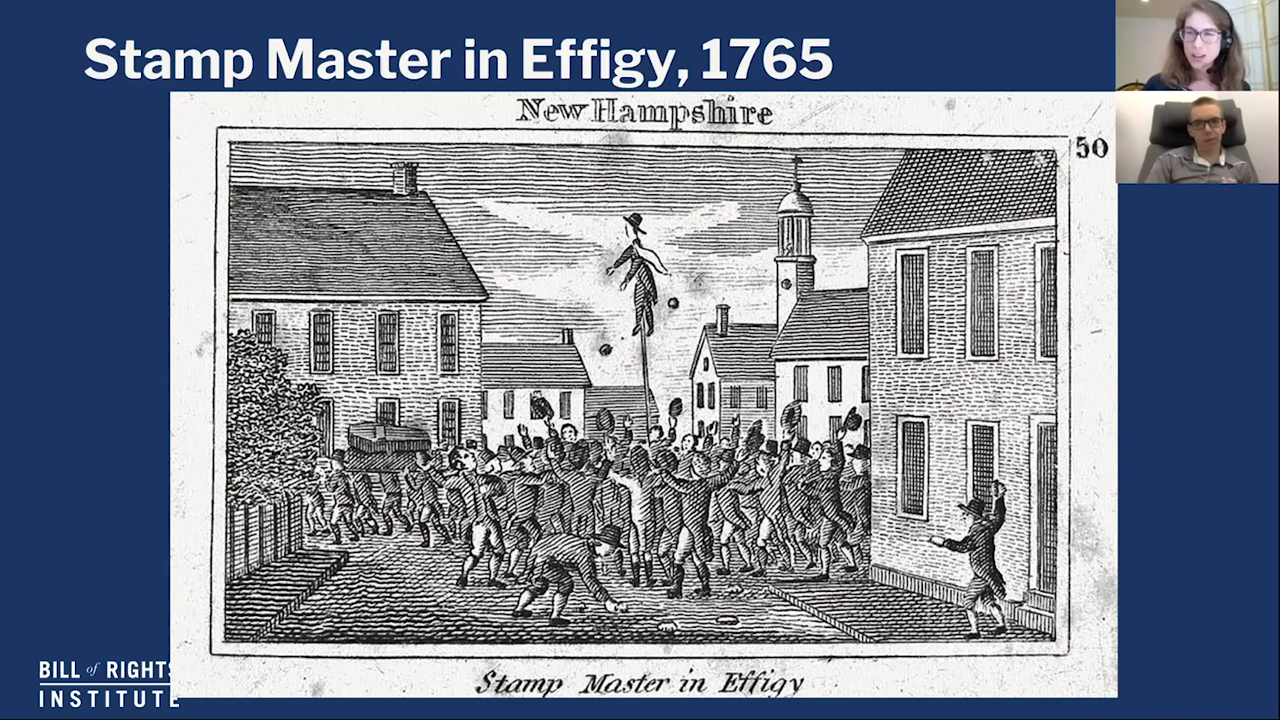 Stamp Master in Effigy, 1765
New Hampshire
50
Stamp Master in Effigy
BILL of RIGHTS
INSTITUTE